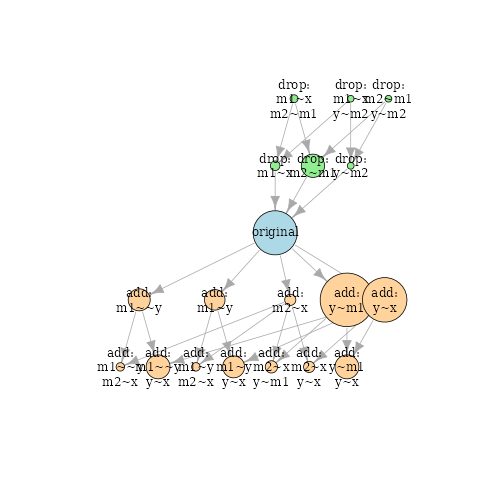 drop:
m1~x
m2~m1
drop:
m1~x
y~m2
drop:
m2~m1
y~m2
drop:
m1~x
drop:
m2~m1
drop:
y~m2
original
add:
m1~~y
add:
m1~y
add:
m2~x
add:
y~m1
add:
y~x
add:
m1~~y
m2~x
add:
m1~~y
y~x
add:
m1~y
m2~x
add:
m1~y
y~x
add:
m2~x
y~m1
add:
m2~x
y~x
add:
y~m1
y~x